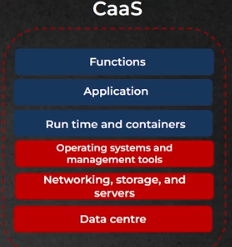 CaaS
Functions
Application
Run time and containers
Operating systems and
management tools
Networking, storage, and
servers
Data centre